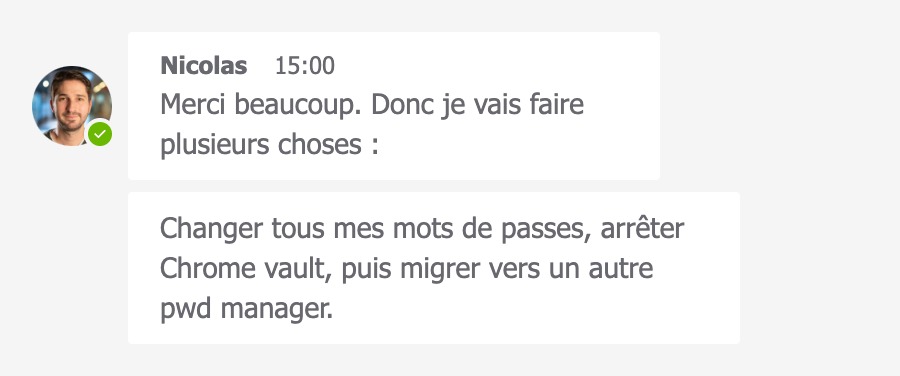 Nicolas 15:00
Merci beaucoup. Donc je vais faire
plusieurs choses :
Changer tous mes mots de passes, arrêter
Chrome vault, puis migrer vers un autre
pwd manager.